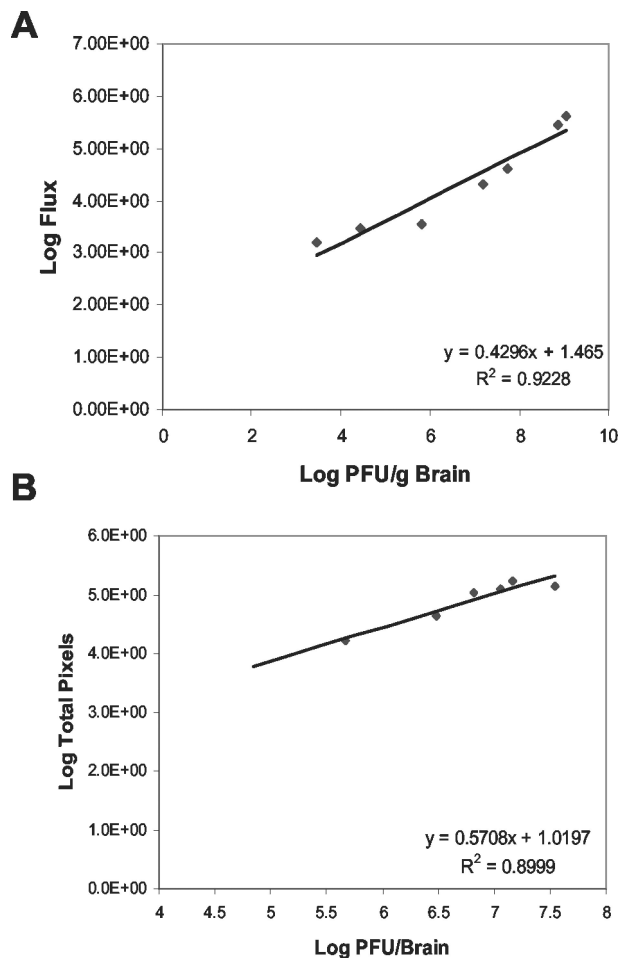 A
7.00E+00
6.00E+00
5.00E+00
4.00E+00
3.00E+00
2.00E+00
1.00E+00
0.00E+00
Log Flux
y = 0.4296x + 1.465
R² = 0.9228
0 2 4 6 8 10
Log PFU/g Brain
B
6.0E+00
5.0E+00
4.0E+00
3.0E+00
2.0E+00
1.0E+00
0.0E+00
Log Total Pixels
y = 0.5708x + 1.0197
R² = 0.8999
4 4.5 5 5.5 6 6.5 7 7.5 8
Log PFU/Brain